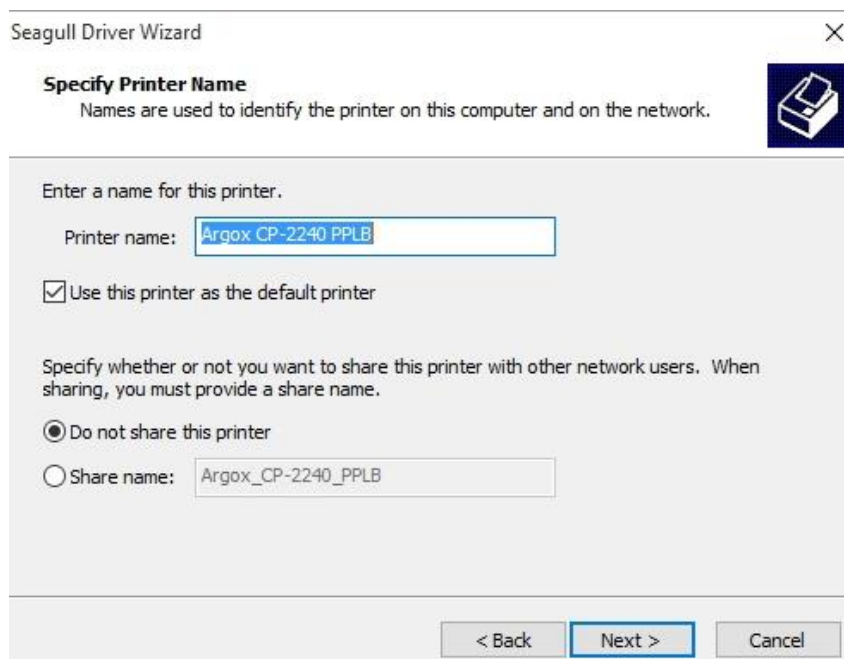 Seagull Driver Wizard
Specify Printer Name
Names are used to identify the printer on this computer and on the network.
Enter a name for this printer.
Printer name: Argox CP-2240 PPLB
Use this printer as the default printer
Specify whether or not you want to share this printer with other network users.  When
sharing, you must provide a share name.
Do not share this printer
Share name: Argox_CP-2240_PPLB
< Back Next > Cancel